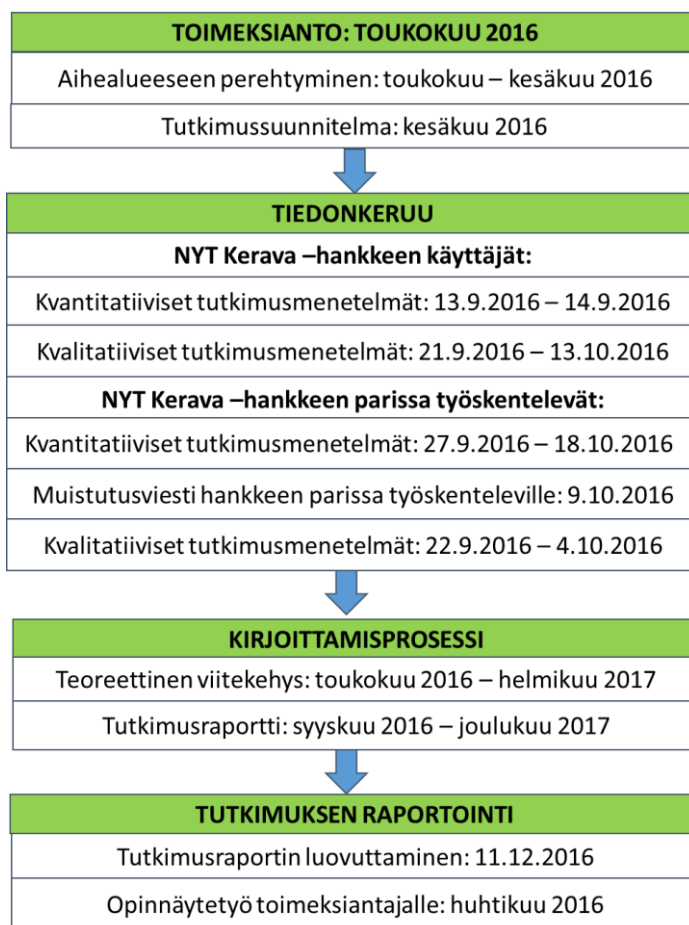 TOIMEKSIANTO: TOUKOKUU 2016
Aihealueeseen perehtyminen: toukokuu – kesäkuu 2016
Tutkimussuunnitelma: kesäkuu 2016
TIEDONKERUU
NYT Kerava –hankkeen käyttäjät:
Kvantitatiiviset tutkimusmenetelmät: 13.9.2016 – 14.9.2016
Kvalitatiiviset tutkimusmenetelmät: 21.9.2016 – 13.10.2016
NYT Kerava –hankkeen parissa työskentelevät:
Kvantitatiiviset tutkimusmenetelmät: 27.9.2016 – 18.10.2016
Muistutusviesti hankkeen parissa työskenteleville: 9.10.2016
Kvalitatiiviset tutkimusmenetelmät: 22.9.2016 – 4.10.2016
KIRJOITTAMISPROSESSI
Teoreettinen viitekehys: toukokuu 2016 – helmikuu 2017
Tutkimusraportti: syyskuu 2016 – joulukuu 2017
TUTKIMUKSEN RAPORTOINTI
Tutkimusraportin luovuttaminen: 11.12.2016
Opinnäytetyö toimeksiantajalle: huhtikuu 2016